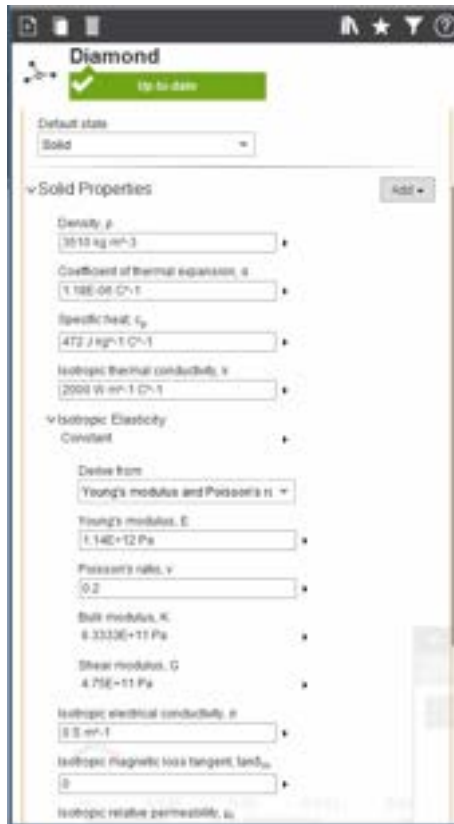 Diamond
Up-to-date
Default state
Solid
Solid Properties
Add
Density, ρ
3510 kg m^-3
Coefficient of thermal expansion, α
1.18E-06 C^-1
Specific heat, cₚ
472 J kg^-1 C^-1
Isotropic thermal conductivity, κ
2000 W m^-1 C^-1
Isotropic Elasticity
Constant
Derive from
Young's modulus and Poisson's r
Young's modulus, E
1.14E+12 Pa
Poisson's ratio, ν
0.2
Bulk modulus, K
6.3333E+11 Pa
Shear modulus, G
4.75E+11 Pa
Isotropic electrical conductivity, σ
0 S m^-1
Isotropic magnetic loss tangent, tanδₘ
0
Isotropic relative permeability, μᵣ